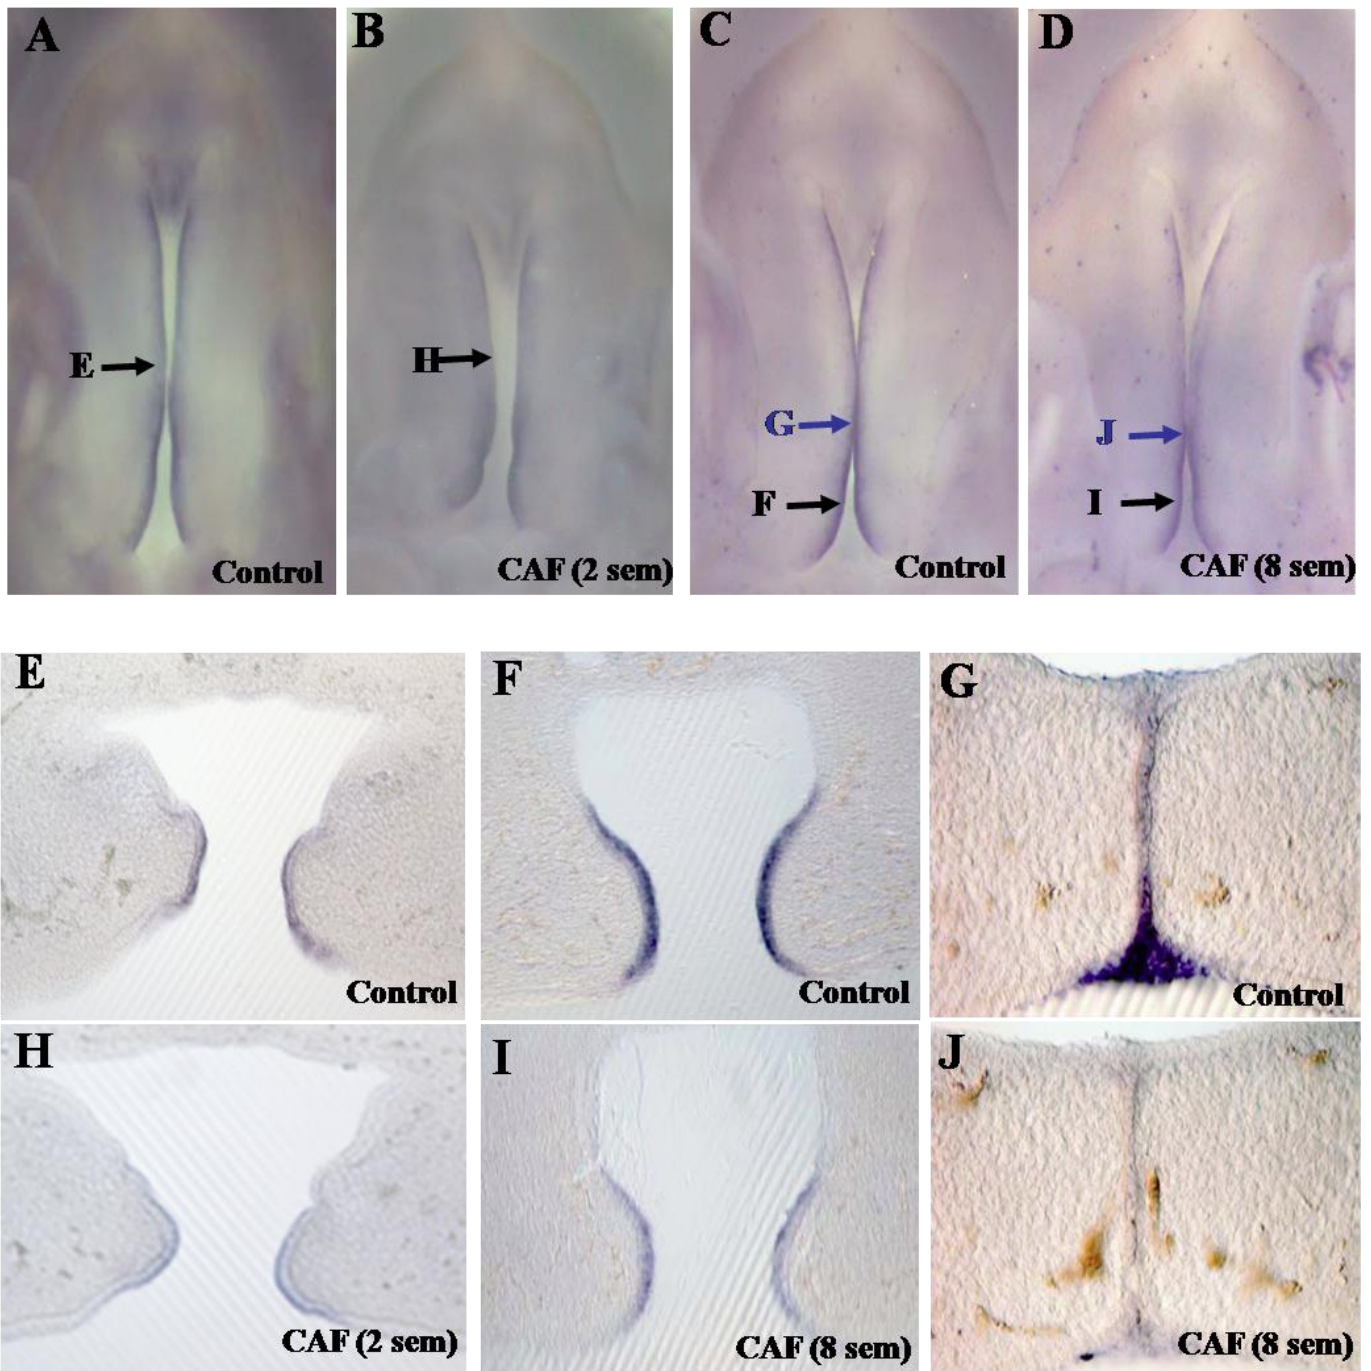 A
B
C
D
E
H
G
F
J
I
Control
CAF (2 sem)
Control
CAF (8 sem)
E
F
G
Control
Control
Control
H
I
J
CAF (2 sem)
CAF (8 sem)
CAF (8 sem)